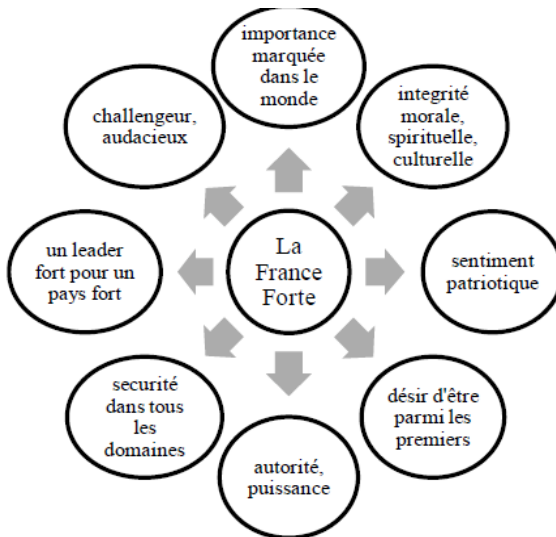 importance
marquée
dans le
monde
integrité
morale,
spirituelle,
culturelle
challengeur,
audacieux
un leader
fort pour un
pays fort
La
France
Forte
sentiment
patriotique
securité
dans tous
les
domaines
désir d'être
parmi les
premiers
autorité,
puissance